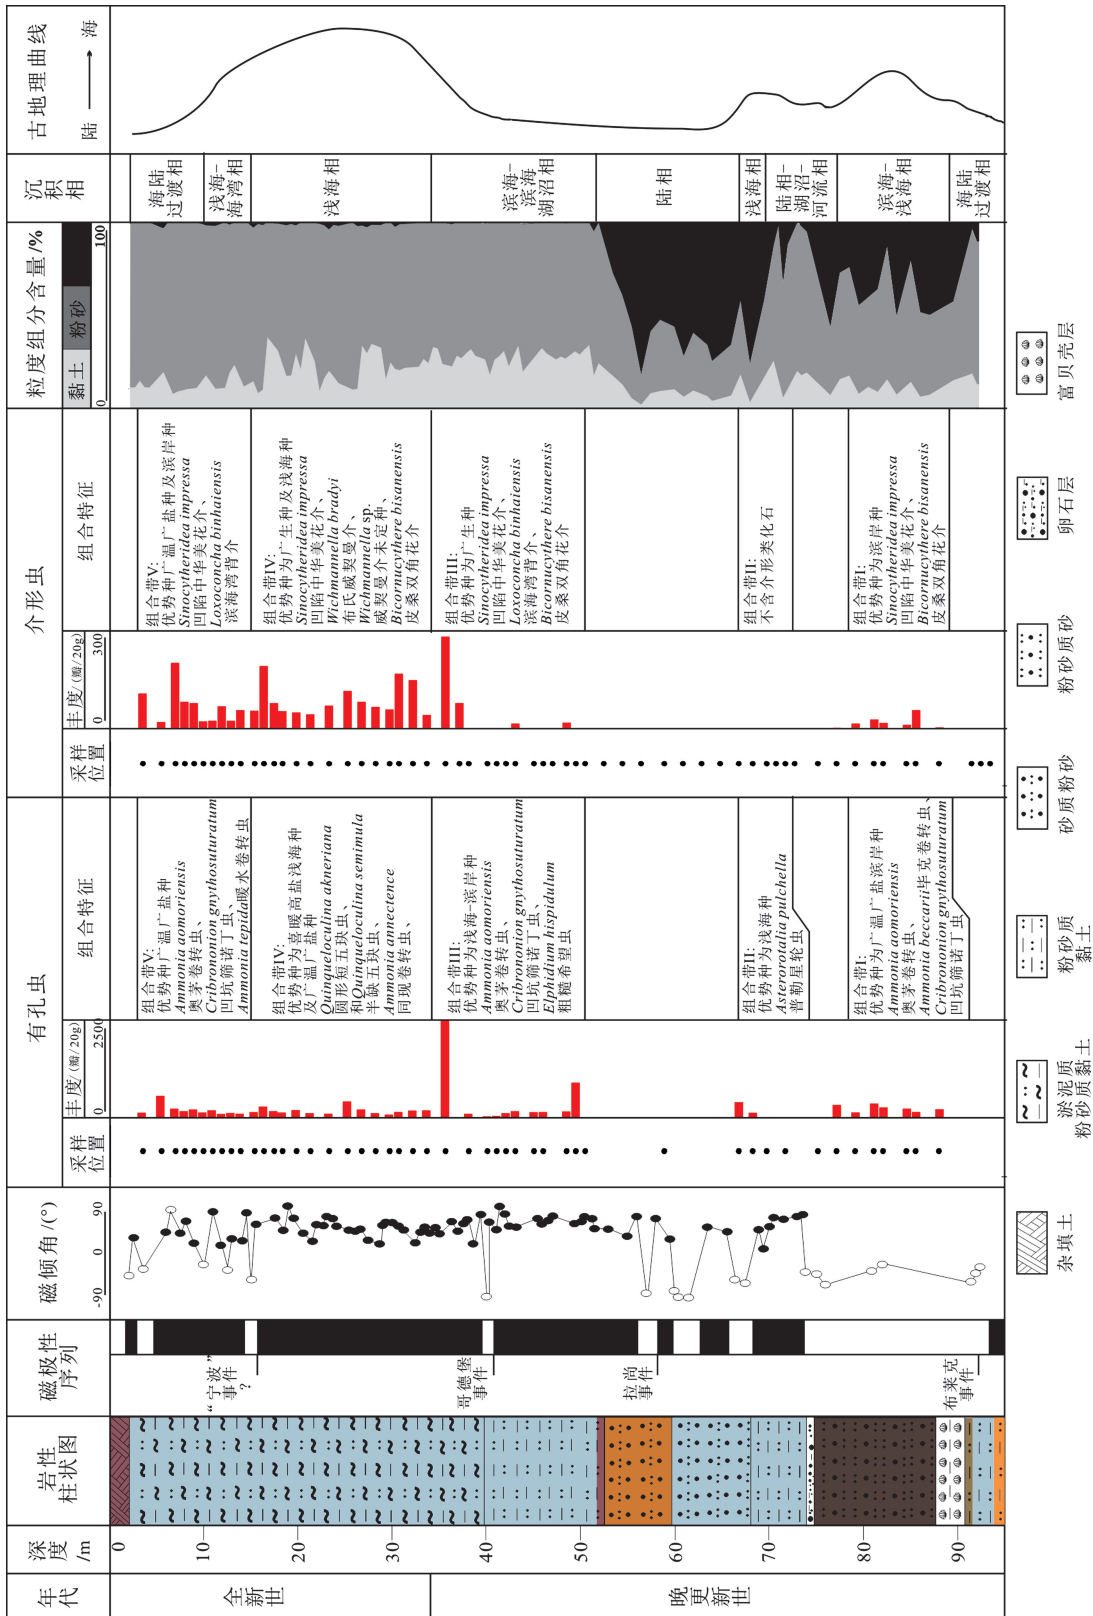 年代
深度
/m
岩性
柱状图
磁极性
序列
磁倾角/(°)
-90
0
90
有孔虫
采样
位置
丰度/(瓣/20g)
0
2500
组合特征
介形虫
采样
位置
丰度/(瓣/20g)
0
300
组合特征
粒度组分含量/%
黏土
粉砂
0
100
沉积相
古地理曲线
陆
海
全新世
晚更新世
0
10
20
30
40
50
60
70
80
90
“宁波”
事件
?
哥德堡
事件
拉尚
事件
布莱克
事件
组合带V:
优势种广温广盐种
Ammonia aomoriensis
奥茅卷转虫、
Cribrononion gnythosuturatum
凹坑筛诺丁虫、
Ammonia tepida暖水卷转虫
组合带IV:
优势种为喜暖高盐浅海种
及广温广盐种
Quinqueloculina akneriana
圆形短五玦虫、
和Quinqueloculina semimula
半缺五玦虫、
Ammonia annectence
同现卷转虫、
组合带III:
优势种为浅海-滨岸种
Ammonia aomoriensis
奥茅卷转虫、
Cribrononion gnythosuturatum
凹坑筛诺丁虫、
Elphidium hispidulum
粗糙希望虫
组合带II:
优势种为浅海种
Asterorotalia pulchella
普勒星轮虫
组合带I:
优势种为广温广盐滨岸种
Ammonia aomoriensis
奥茅卷转虫、
Ammonia beccarii毕克卷转虫、
Cribrononion gnythosuturatum
凹坑筛诺丁虫
组合带V:
优势种广温广盐种及滨岸种
Sinocytheridea impressa
凹陷中华美花介、
Loxoconcha binhaiensis
滨海湾背介
组合带IV:
优势种为广生种及浅海种
Sinocytheridea impressa
凹陷中华美花介、
Wichmannella bradyi
布氏威契曼介、
Wichmannella sp.
威契曼介未定种、
Bicornucythere bisanensis
皮桑双角花介
组合带III:
优势种为广生种
Sinocytheridea impressa
凹陷中华美花介、
Loxoconcha binhaiensis
滨海湾背介、
Bicornucythere bisanensis
皮桑双角花介
组合带II:
不含介形类化石
组合带I:
优势种为滨岸种
Sinocytheridea impressa
凹陷中华美花介、
Bicornucythere bisanensis
皮桑双角花介
海陆
过渡相
浅海-
海湾相
浅海相
滨海-
滨海
湖沼相
陆相
浅海相
陆相-
湖沼-
河流相
滨海-
浅海相
海陆
过渡相
杂填土
淤泥质
粉砂质黏土
粉砂质
黏土
砂质粉砂
粉砂质砂
卵石层
富贝壳层